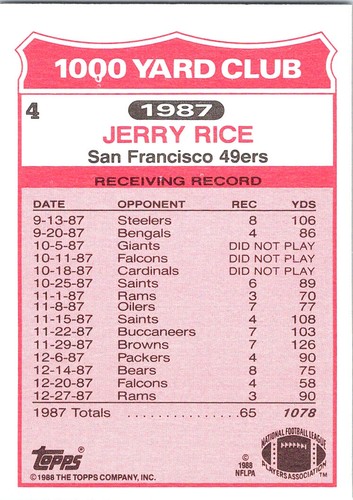 1000 YARD CLUB
4
1987
JERRY RICE
San Francisco 49ers
RECEIVING RECORD
DATE OPPONENT REC YDS
9-13-87 Steelers 8 106
9-20-87 Bengals 4 86
10-5-87 Giants DID NOT PLAY
10-11-87 Falcons DID NOT PLAY
10-18-87 Cardinals DID NOT PLAY
10-25-87 Saints 6 89
11-1-87 Rams 3 70
11-8-87 Oilers 7 77
11-15-87 Saints 4 108
11-22-87 Buccaneers 7 103
11-29-87 Browns 7 126
12-6-87 Packers 4 90
12-14-87 Bears 8 75
12-20-87 Falcons 4 58
12-27-87 Rams 3 90
1987 Totals .............. 65 1078
Topps
©1988 THE TOPPS COMPANY, INC.
© 1988 NFLPA
NATIONAL FOOTBALL LEAGUE
PLAYERS ASSOCIATION